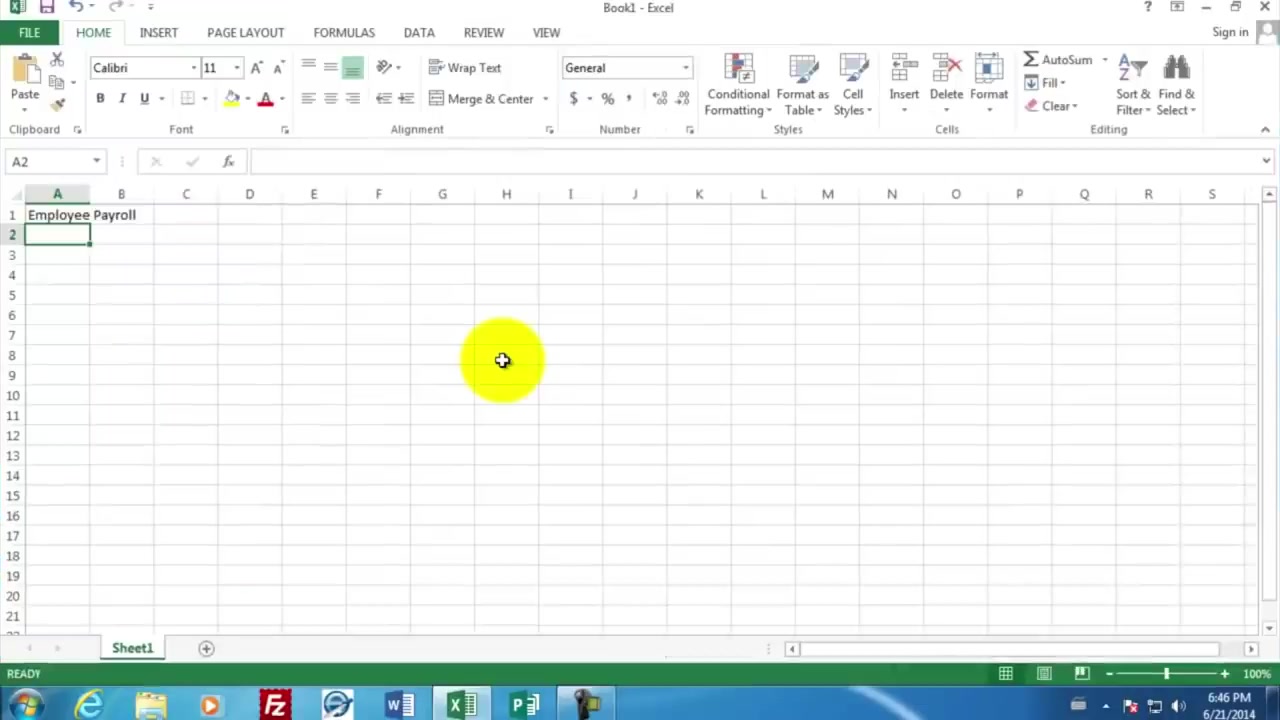 Book1 - Excel
?
FILE
HOME
INSERT
PAGE LAYOUT
FORMULAS
DATA
REVIEW
VIEW
Sign in
Paste
Clipboard
Calibri
11
B I U
A
Font
Wrap Text
Merge & Center
Alignment
General
$ % ,
Number
Conditional
Formatting
Format as
Table
Cell
Styles
Styles
Insert
Delete
Format
Cells
AutoSum
Fill
Clear
Sort &
Filter
Find &
Select
Editing
A2
fx
A B C D E F G H I J K L M N O P Q R S
1 Employee Payroll
2
3
4
5
6
7
8
9
10
11
12
13
14
15
16
17
18
19
20
21
Sheet1
READY
100%
6:46 PM
6/21/2014